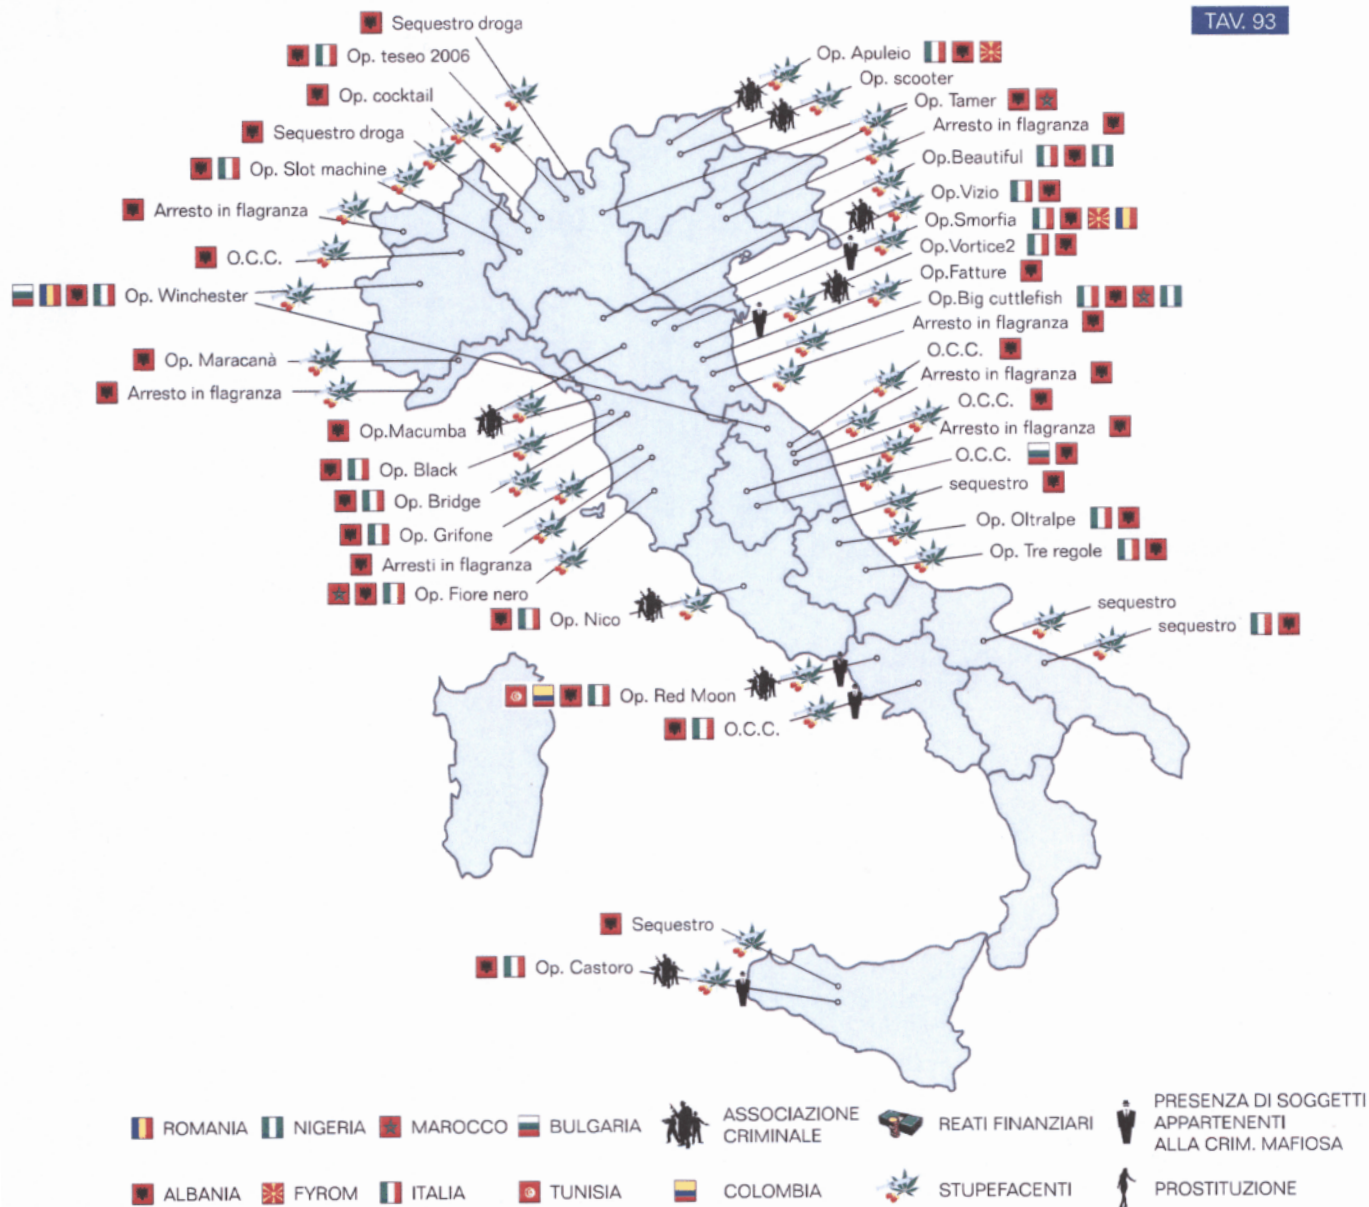 TAV. 93
Sequestro droga
Op. teseo 2006
Op. cocktail
Sequestro droga
Op. Slot machine
Arresto in flagranza
O.C.C.
Op. Winchester
Op. Maracanà
Arresto in flagranza
Op.Macumba
Op. Black
Op. Bridge
Op. Grifone
Arresti in flagranza
Op. Fiore nero
Op. Nico
Op. Red Moon
O.C.C.
Sequestro
Op. Castoro
Op. Apuleio
Op. scooter
Op. Tamer
Arresto in flagranza
Op.Beautiful
Op.Vizio
Op.Smorfia
Op.Vortice2
Op.Fatture
Op.Big cuttlefish
Arresto in flagranza
O.C.C.
Arresto in flagranza
O.C.C.
Arresto in flagranza
O.C.C.
sequestro
Op. Oltralpe
Op. Tre regole
sequestro
sequestro
ROMANIA
NIGERIA
MAROCCO
BULGARIA
ASSOCIAZIONE
CRIMINALE
REATI FINANZIARI
PRESENZA DI SOGGETTI
APPARTENENTI
ALLA CRIM. MAFIOSA
ALBANIA
FYROM
ITALIA
TUNISIA
COLOMBIA
STUPEFACENTI
PROSTITUZIONE